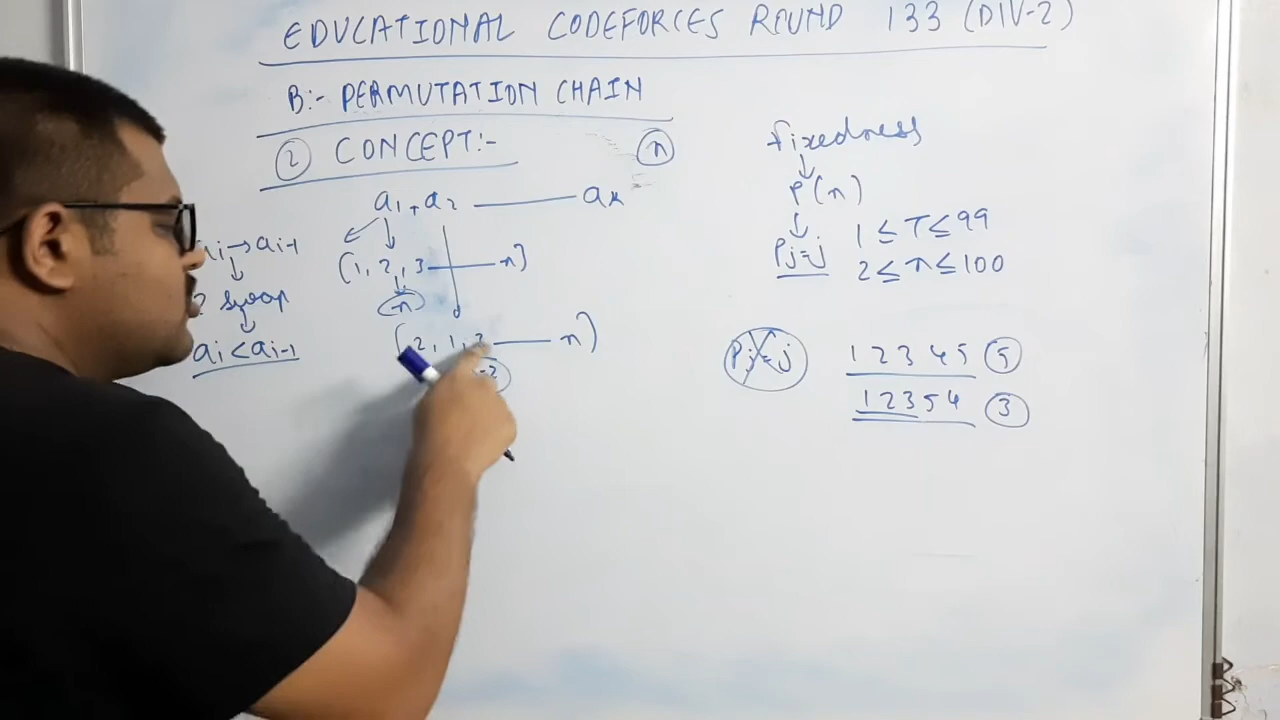 EDUCATIONAL CODEFORCES ROUND 133 (DIV-2)
B:- PERMUTATION CHAIN
② CONCEPT:- n
a1, a2 ——— ak
(1, 2, 3 —— n)
n
(2, 1, 3 —— n)
-2
ai → ai-1
swap
ai < ai-1
fixedness
P(n)
Pj=j
1 ≤ T ≤ 99
2 ≤ n ≤ 100
Pj=j
1 2 3 4 5 ⑤
1 2 3 5 4 ③